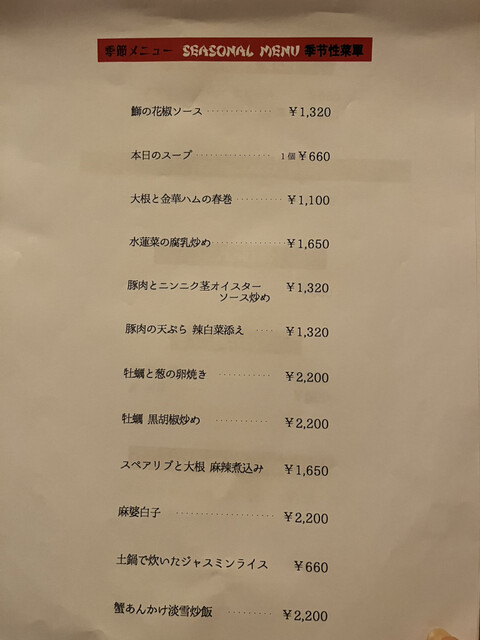 季節メニュー SEASONAL MENU 季节性菜单
鰤の花椒ソース ・・・・・・・・・・・・・ ¥1,320
本日のスープ ・・・・・・・・・・・・・・・ 1個 ¥660
大根と金華ハムの春巻 ・・・・・・・・・ ¥1,100
水蓮菜の腐乳炒め ・・・・・・・・・・・・・ ¥1,650
豚肉とニンニク茎オイスター ¥1,320
ソース炒め
豚肉の天ぷら 辣白菜添え ・・・・ ¥1,320
牡蠣と葱の卵焼き ・・・・・・・・・・・ ¥2,200
牡蠣 黒胡椒炒め ・・・・・・・・・・・ ¥2,200
スペアリブと大根 麻辣煮込み ¥1,650
麻婆白子 ・・・・・・・・・・・・・・・・・・ ¥2,200
土鍋で炊いたジャスミンライス ¥660
蟹あんかけ淡雪炒飯 ・・・・・・・・・ ¥2,200